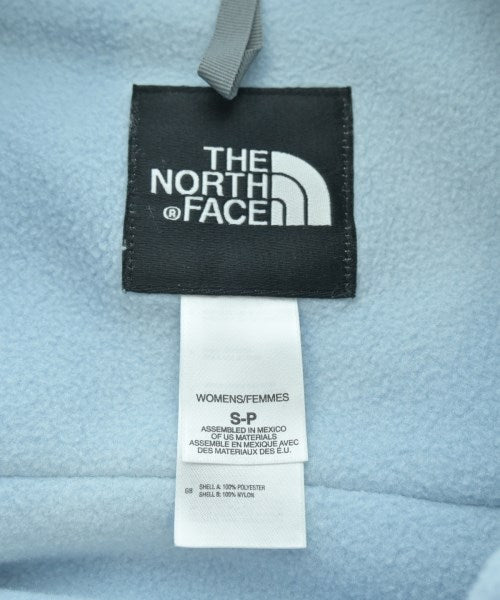 THE
NORTH
® FACE
WOMENS/FEMMES
S-P
ASSEMBLED IN MEXICO
OF US MATERIALS
ASSEMBLE EN MEXIQUE AVEC
DES MATERIAUX DES É.U.
GB SHELL A: 100% POLYESTER
SHELL B: 100% NYLON